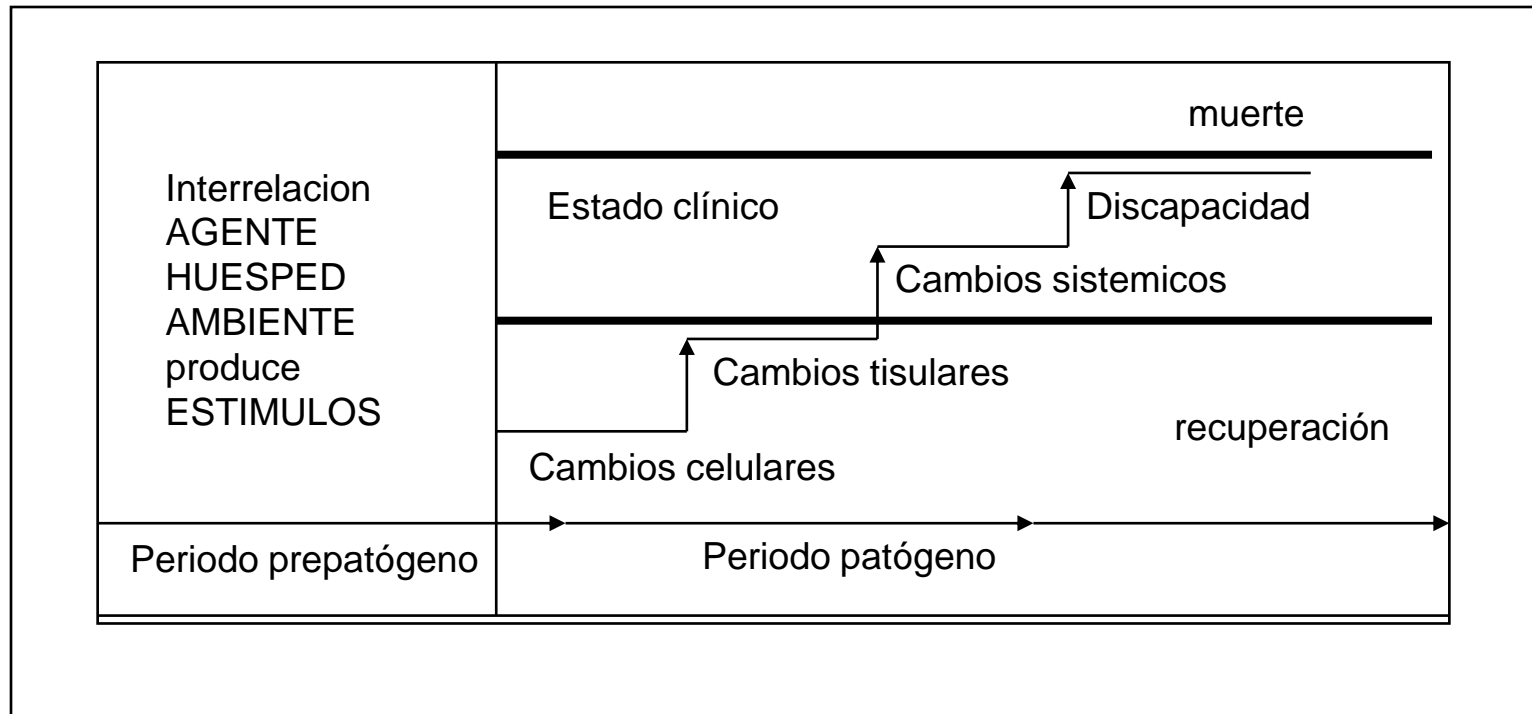 muerte
Interrelacion
AGENTE
HUESPED
AMBIENTE
produce
ESTIMULOS
Estado clínico
Discapacidad
Cambios sistemicos
Cambios tisulares
recuperación
Cambios celulares
Periodo prepatógeno
Periodo patógeno